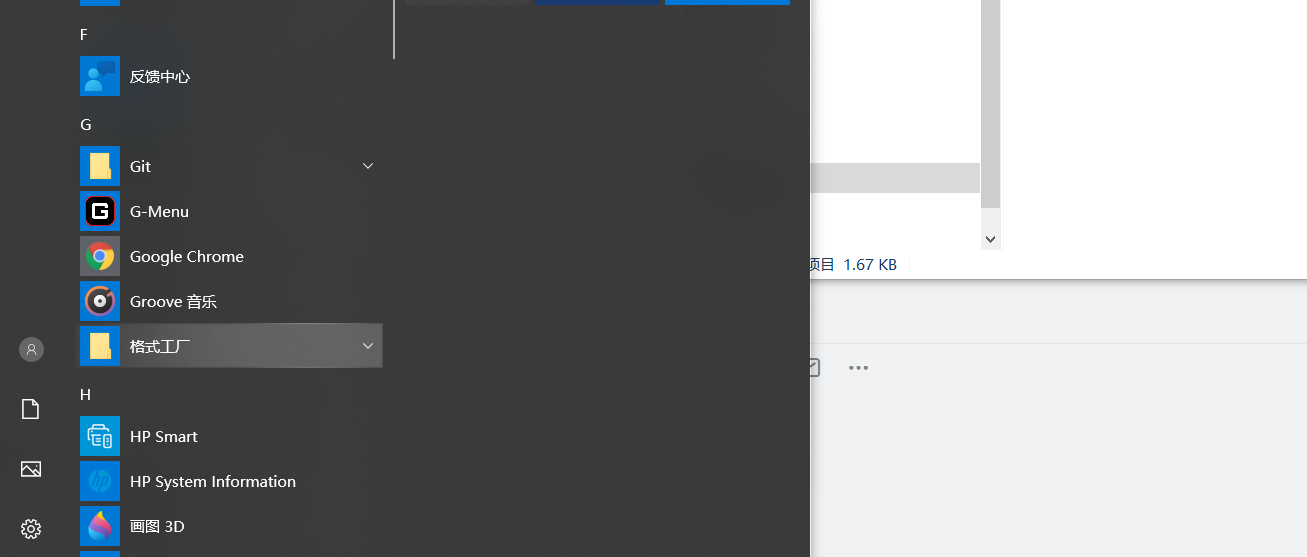 F
反馈中心
G
Git
G-Menu
Google Chrome
Groove 音乐
格式工厂
H
HP Smart
HP System Information
画图 3D
项目 1.67 KB